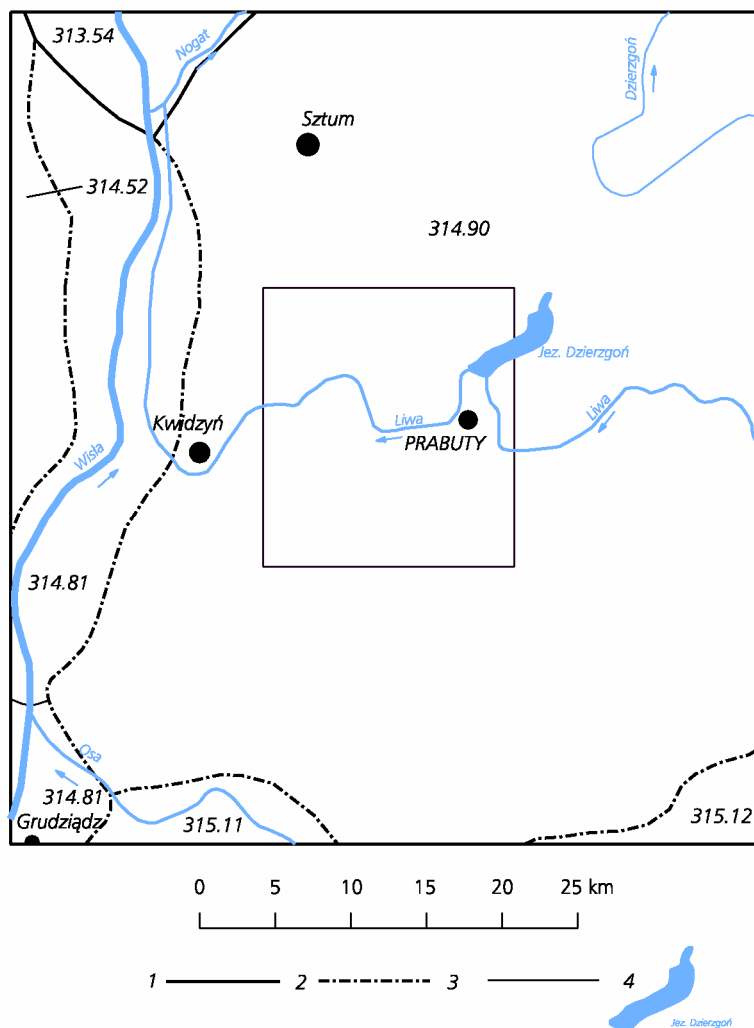 313.54
Nogat
Dzierzgoń
Sztum
314.52
314.90
Jez. Dzierzgoń
Kwidzyń
Liwa
Liwa
PRABUTY
Wisła
314.81
Osa
314.81
Grudziądz
315.11
315.12
0 5 10 15 20 25 km
1 2 3 4
Jez. Dzierzgoń